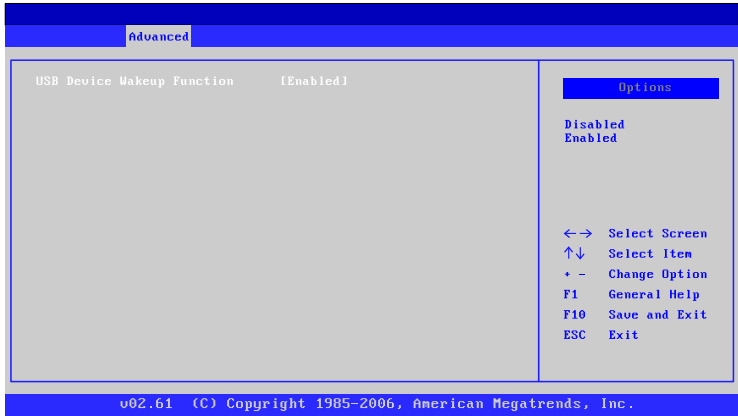 Advanced
USB Device Wakeup Function [Enabled]
Options
Disabled
Enabled
←→ Select Screen
↑↓ Select Item
+ - Change Option
F1 General Help
F10 Save and Exit
ESC Exit
v02.61 (C) Copyright 1985-2006, American Megatrends, Inc.